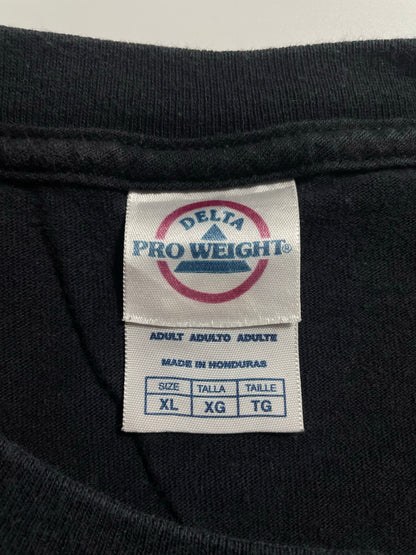 DELTA
PRO WEIGHT®
ADULT ADULTO ADULTE
MADE IN HONDURAS
SIZE TALLA TAILLE
XL XG TG